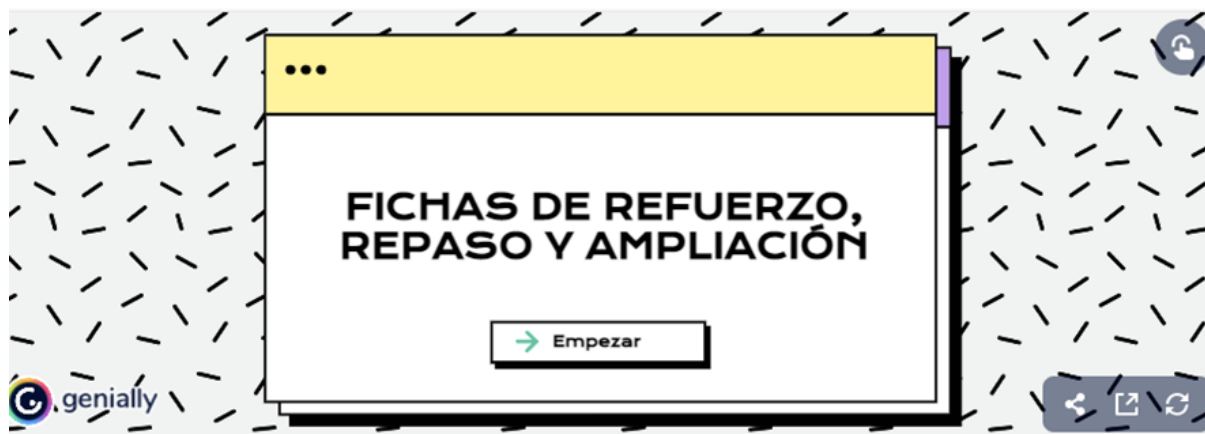 FICHAS DE REFUERZO,
REPASO Y AMPLIACIÓN
Empezar
genially